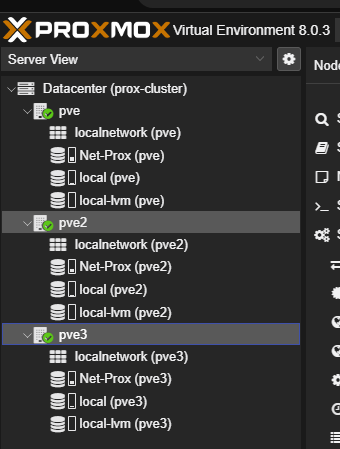 PROXMOX Virtual Environment 8.0.3
Server View
Node
Datacenter (prox-cluster)
pve
localnetwork (pve)
Net-Prox (pve)
local (pve)
local-lvm (pve)
pve2
localnetwork (pve2)
Net-Prox (pve2)
local (pve2)
local-lvm (pve2)
pve3
localnetwork (pve3)
Net-Prox (pve3)
local (pve3)
local-lvm (pve3)